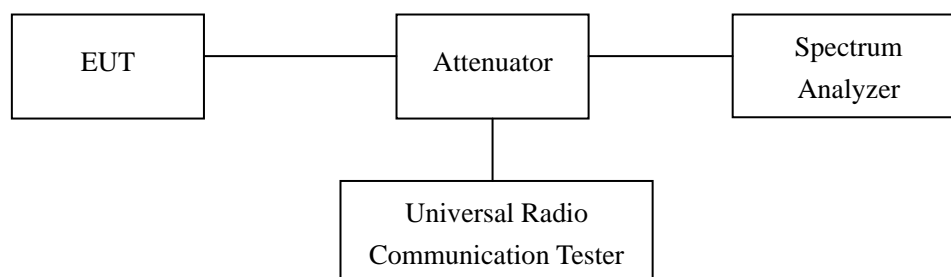 EUT
Attenuator
Spectrum
Analyzer
Universal Radio
Communication Tester